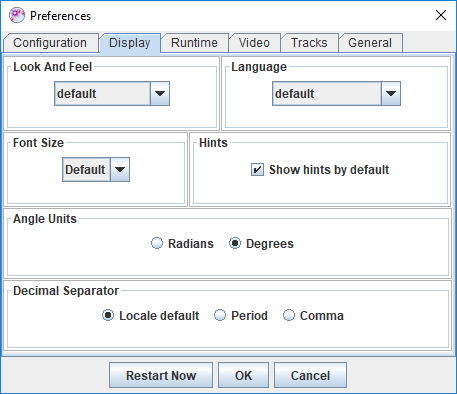 Preferences
Configuration Display Runtime Video Tracks General
Look And Feel Language
default default
Font Size Hints
Default Show hints by default
Angle Units
Radians Degrees
Decimal Separator
Locale default Period Comma
Restart Now OK Cancel